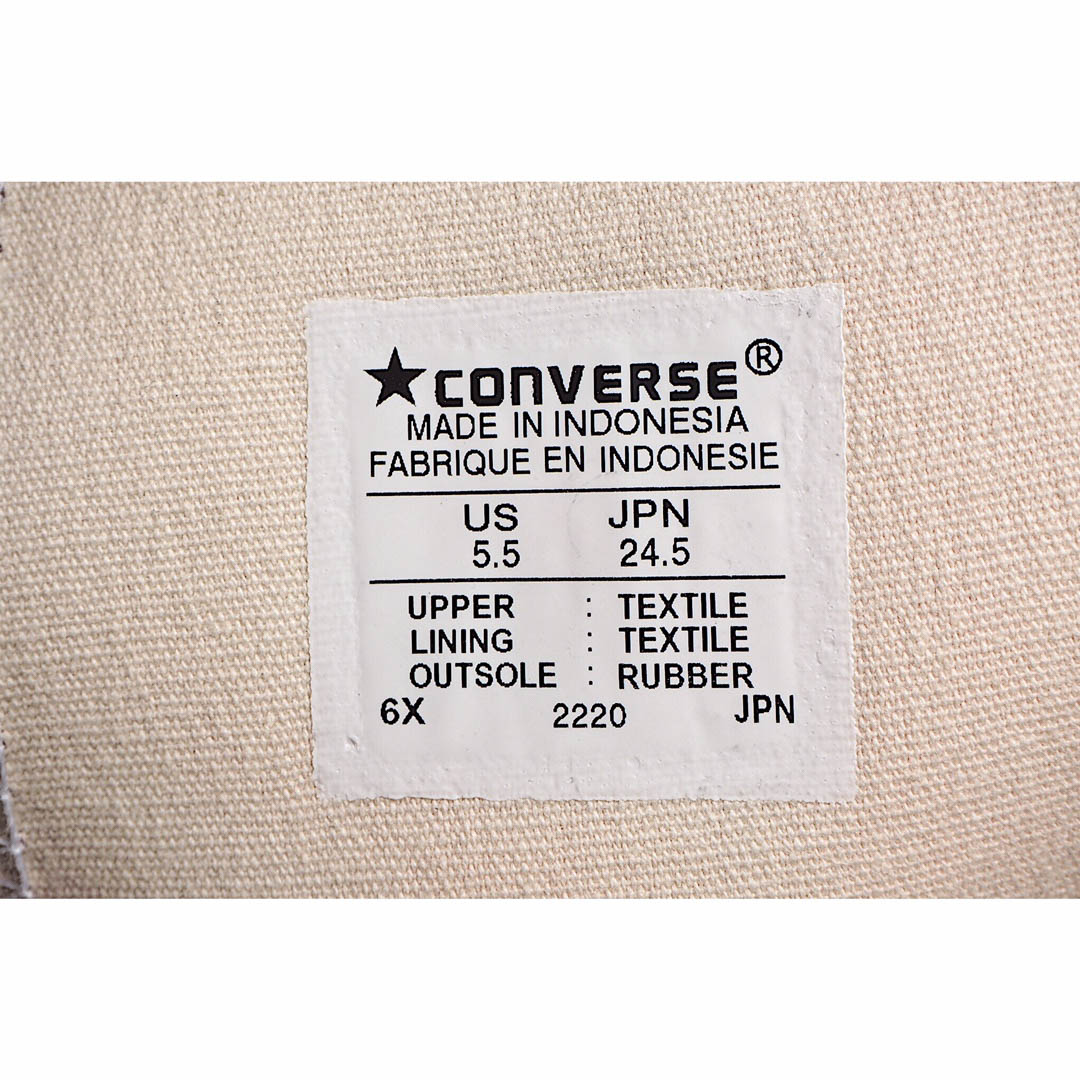 ★CONVERSE®
MADE IN INDONESIA
FABRIQUE EN INDONESIE
US JPN
5.5 24.5
UPPER : TEXTILE
LINING : TEXTILE
OUTSOLE : RUBBER
6X 2220 JPN